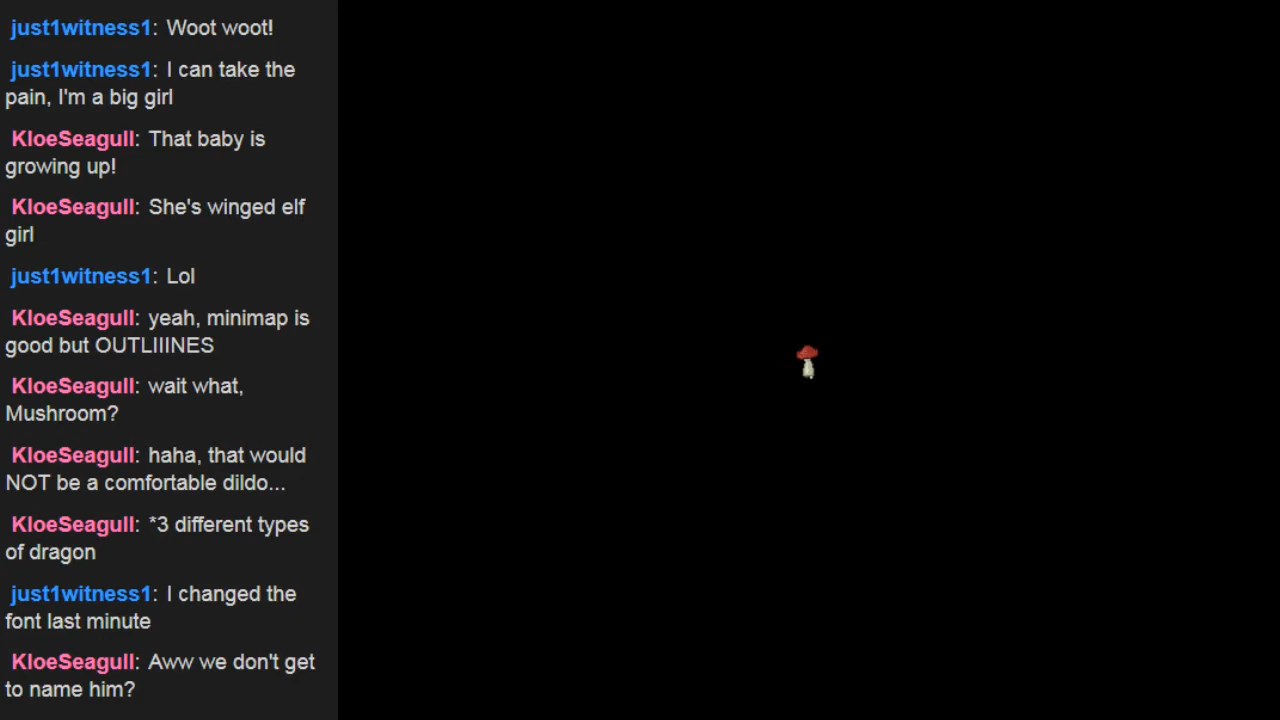 just1witness1: Woot woot!
just1witness1: I can take the
pain, I'm a big girl
KloeSeagull: That baby is
growing up!
KloeSeagull: She's winged elf
girl
just1witness1: Lol
KloeSeagull: yeah, minimap is
good but OUTLIIINES
KloeSeagull: wait what,
Mushroom?
KloeSeagull: haha, that would
NOT be a comfortable dildo...
KloeSeagull: *3 different types
of dragon
just1witness1: I changed the
font last minute
KloeSeagull: Aww we don't get
to name him?